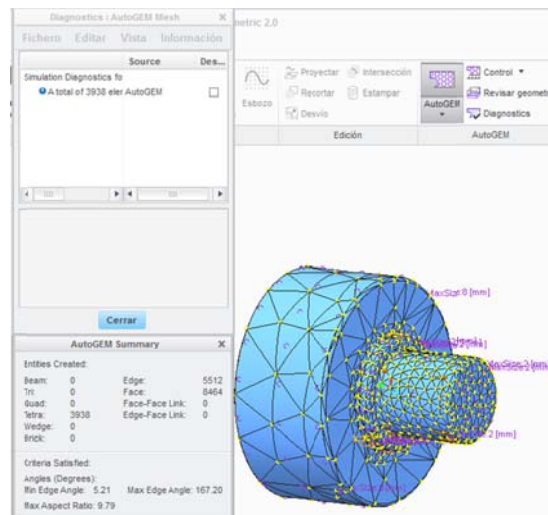 Diagnostics : AutoGEM Mesh
Fichero Editar Vista Información
Source Des...
Simulation Diagnostics fo
A total of 3938 eler AutoGEM
Cerrar
AutoGEM Summary
Entities Created:
Beam: 0 Edge: 5512
Tri: 0 Face: 8464
Quad: 0 Face-Face Link: 0
Tetra: 3938 Edge-Face Link: 0
Wedge: 0
Brick: 0
Criteria Satisfied:
Angles (Degrees):
Min Edge Angle: 5.21 Max Edge Angle: 167.20
Max Aspect Ratio: 9.79
metric 2.0
Esbozo
Proyectar Intersección
Recortar Estampar
Desvío
Edición
AutoGEM
Control
Revisar geomet
Diagnostics
AutoGEM
MaxSize:8 [mm]